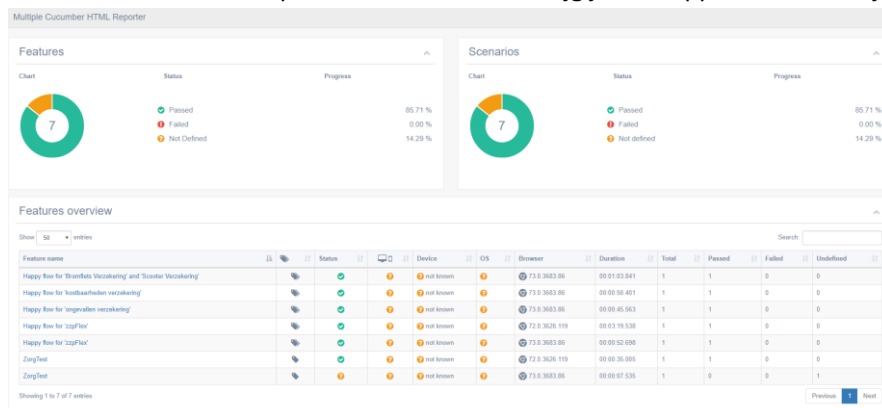 Multiple Cucumber HTML Reporter
Features
Scenarios
Chart Status Progress
Chart Status Progress
7
Passed 85.71 %
Failed 0.00 %
Not Defined 14.29 %
7
Passed 85.71 %
Failed 0.00 %
Not defined 14.29 %
Features overview
Show 50 entries
Search:
Feature name Status Device OS Browser Duration Total Passed Failed Undefined
Happy flow for 'Bromfiets Verzekering' and 'Scooter Verzekering' not known 73.0.3683.86 00:01:03.841 1 1 0 0
Happy flow for 'kostbaarheden verzekering' not known 73.0.3683.86 00:00:50.401 1 1 0 0
Happy flow for 'ongevallen verzekering' not known 73.0.3683.86 00:00:45.563 1 1 0 0
Happy flow for 'zzpFlex' not known 72.0.3626.119 00:03:19.538 1 1 0 0
Happy flow for 'zzpFlex' not known 73.0.3683.86 00:00:52.698 1 1 0 0
ZorgTest not known 72.0.3626.119 00:00:35.005 1 1 0 0
ZorgTest not known 73.0.3683.86 00:00:07.535 1 0 0 1
Showing 1 to 7 of 7 entries
Previous 1 Next